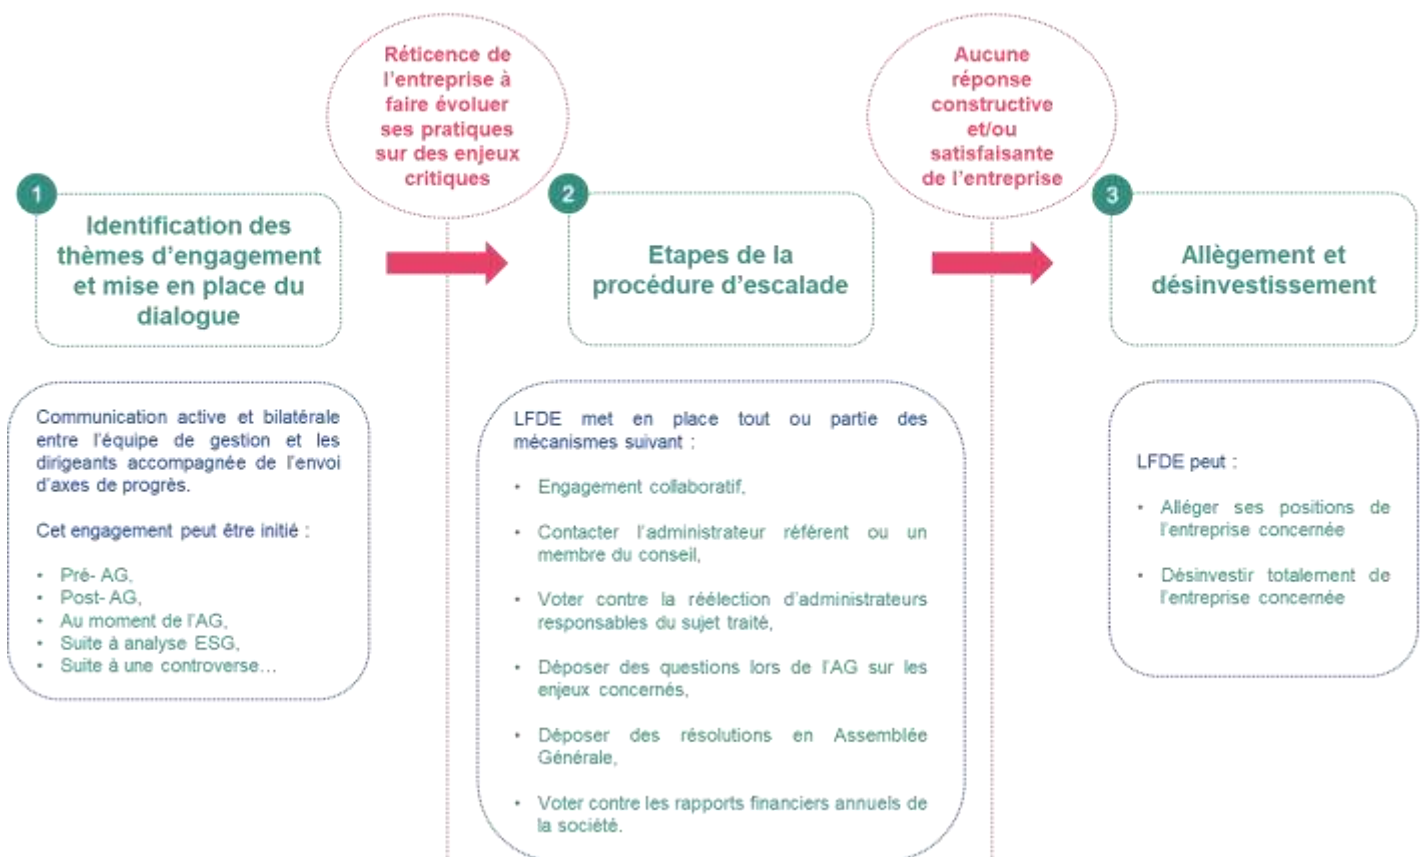 Réticence de
l'entreprise à
faire évoluer
ses pratiques
sur des enjeux
critiques
Aucune
réponse
constructive
et/ou
satisfaisante
de l'entreprise
1
Identification des
thèmes d'engagement
et mise en place du
dialogue
2
Etapes de la
procédure d'escalade
3
Allègement et
désinvestissement
Communication active et bilatérale
entre l'équipe de gestion et les
dirigeants accompagnée de l'envoi
d'axes de progrès.
Cet engagement peut être initié :
• Pré- AG,
• Post- AG,
• Au moment de l'AG,
• Suite à analyse ESG,
• Suite à une controverse…
LFDE met en place tout ou partie des
mécanismes suivant :
• Engagement collaboratif,
• Contacter l'administrateur référent ou un
membre du conseil,
• Voter contre la réélection d'administrateurs
responsables du sujet traité,
• Déposer des questions lors de l'AG sur les
enjeux concernés,
• Déposer des résolutions en Assemblée
Générale,
• Voter contre les rapports financiers annuels de
la société.
LFDE peut :
• Alléger ses positions de
l'entreprise concernée
• Désinvestir totalement de
l'entreprise concernée